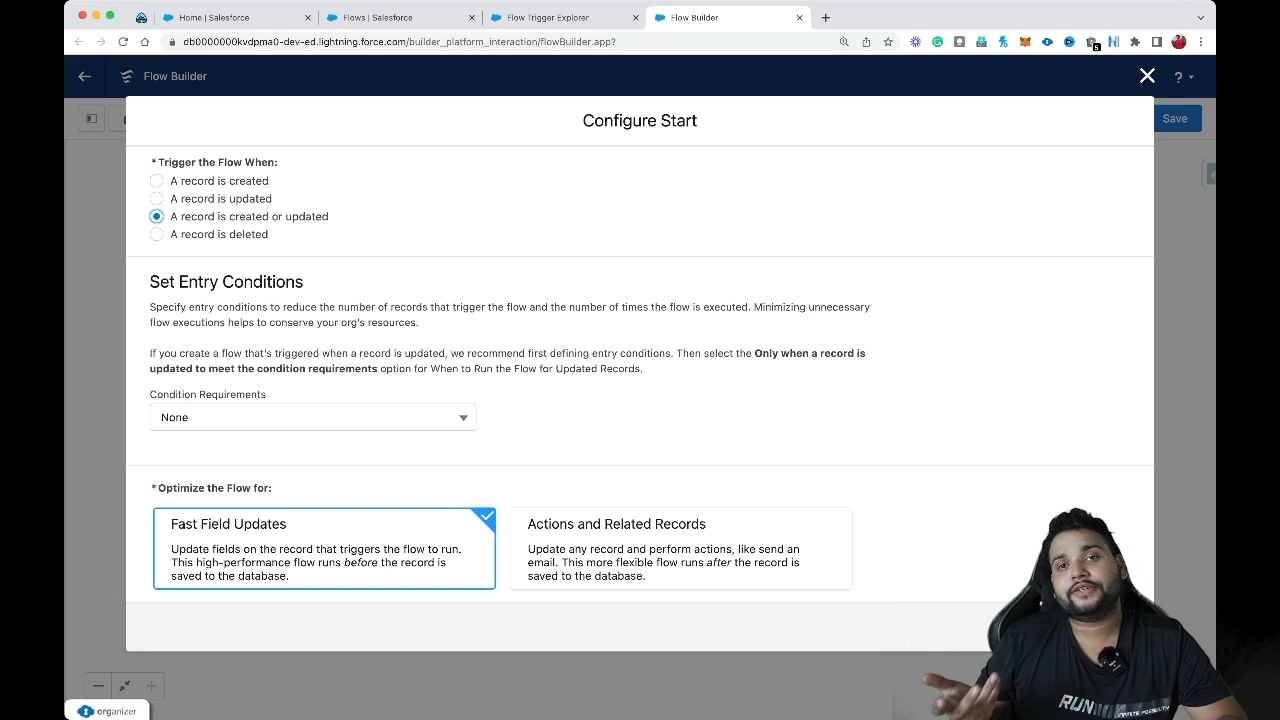 Home | Salesforce
Flows | Salesforce
Flow Trigger Explorer
Flow Builder
db0000000kvdpma0-dev-ed.lightning.force.com/builder_platform_interaction/flowBuilder.app?
5
Flow Builder
?
Save
Configure Start
*Trigger the Flow When:
A record is created
A record is updated
A record is created or updated
A record is deleted
Set Entry Conditions
Specify entry conditions to reduce the number of records that trigger the flow and the number of times the flow is executed. Minimizing unnecessary
flow executions helps to conserve your org's resources.
If you create a flow that's triggered when a record is updated, we recommend first defining entry conditions. Then select the Only when a record is
updated to meet the condition requirements option for When to Run the Flow for Updated Records.
Condition Requirements
None
*Optimize the Flow for:
Fast Field Updates
Update fields on the record that triggers the flow to run.
This high-performance flow runs before the record is
saved to the database.
Actions and Related Records
Update any record and perform actions, like send an
email. This more flexible flow runs after the record is
saved to the database.
organizer
RUN